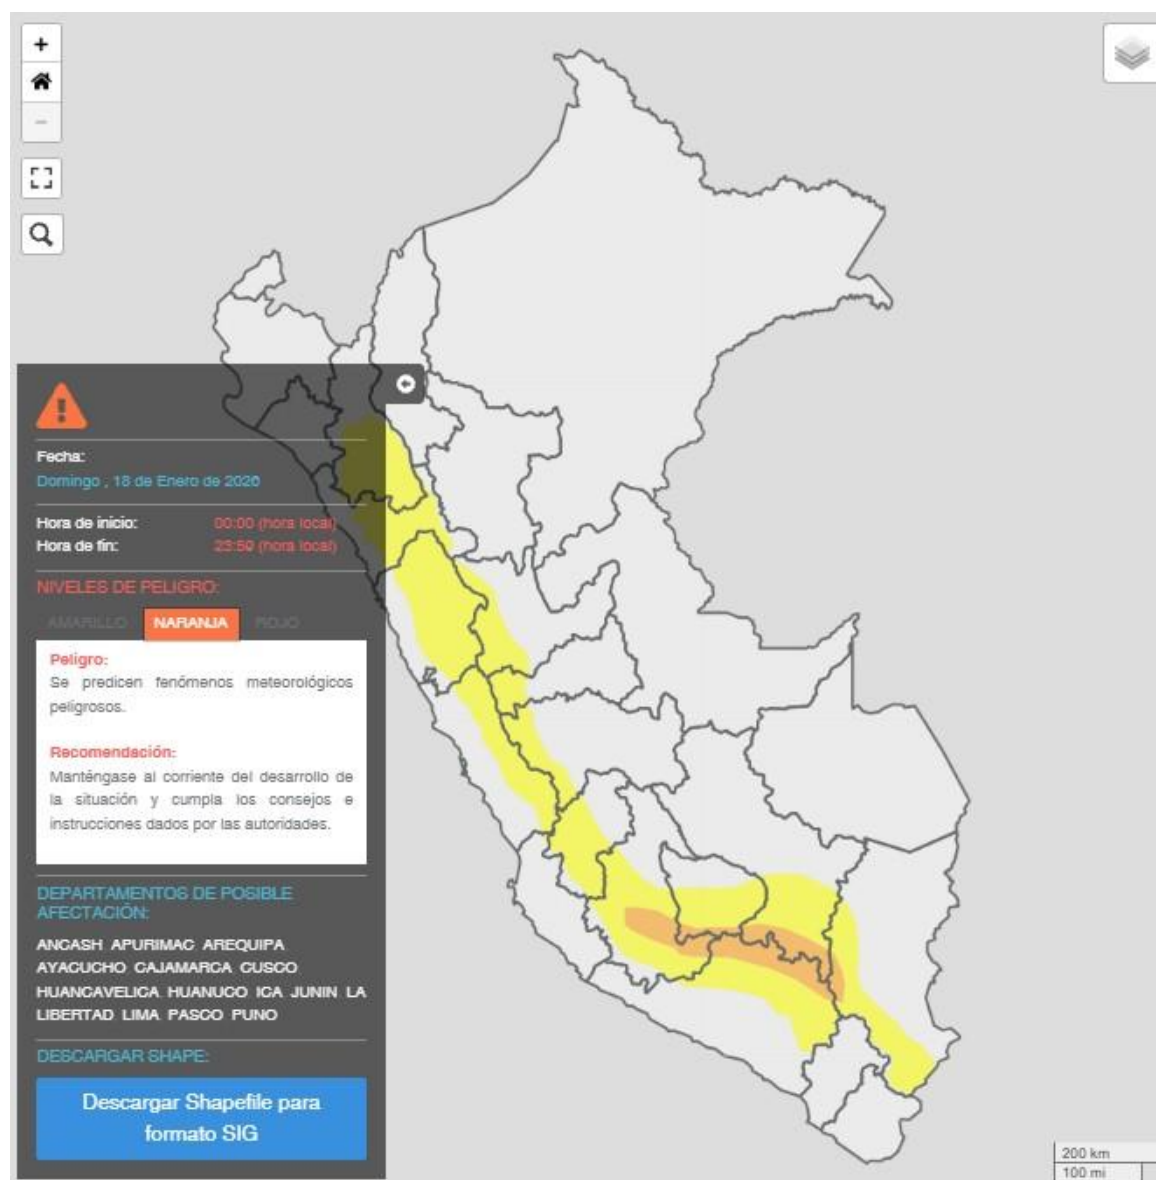 +
−
Fecha:
Domingo , 18 de Enero de 2026
Hora de inicio: 00:00 (hora local)
Hora de fin: 23:59 (hora local)
NIVELES DE PELIGRO:
AMARILLO NARANJA ROJO
Peligro:
Se predicen fenómenos meteorológicos
peligrosos.
Recomendación:
Manténgase al corriente del desarrollo de
la situación y cumpla los consejos e
instrucciones dados por las autoridades.
DEPARTAMENTOS DE POSIBLE
AFECTACIÓN:
ANCASH APURIMAC AREQUIPA
AYACUCHO CAJAMARCA CUSCO
HUANCAVELICA HUANUCO ICA JUNIN LA
LIBERTAD LIMA PASCO PUNO
DESCARGAR SHAPE:
Descargar Shapefile para
formato SIG
200 km
100 mi